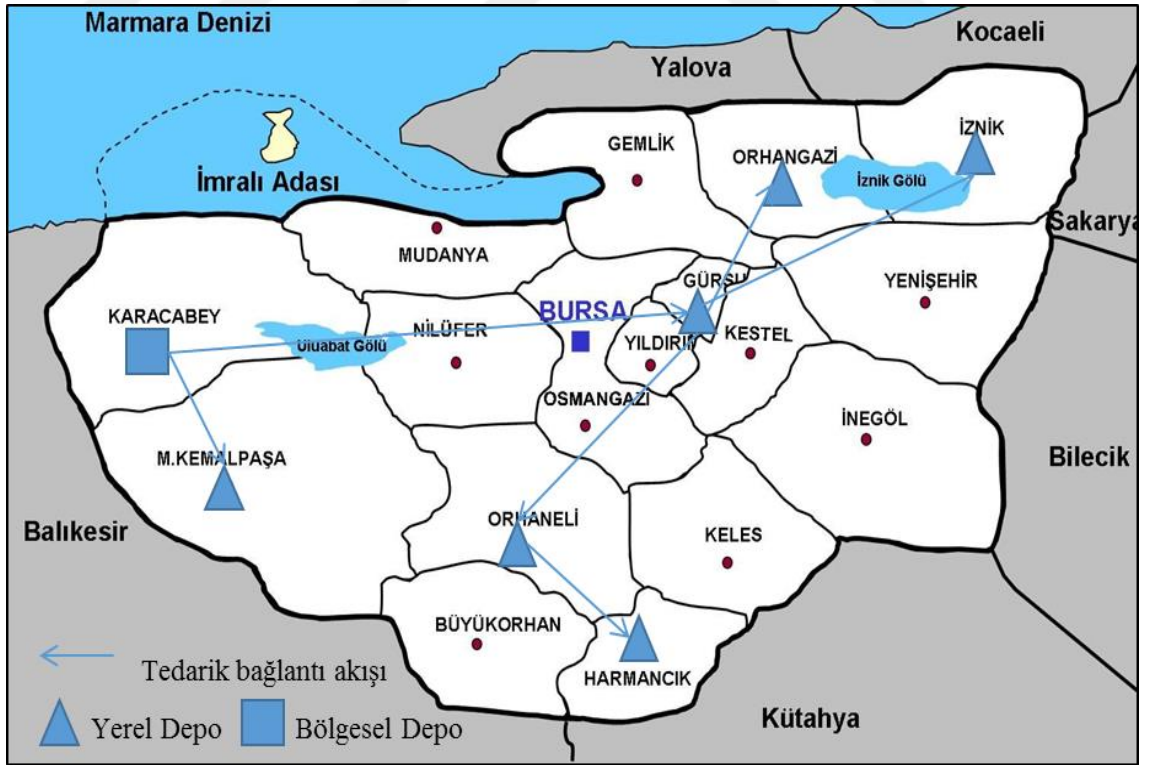 Marmara Denizi
Kocaeli
Yalova
İZNİK
GEMLİK
ORHANGAZİ
İmralı Adası
İznik Gölü
Sakarya
MUDANYA
GÜRSU
YENİŞEHİR
KARACABEY
BURSA
NİLÜFER
Uluabat Gölü
YILDIRIM
KESTEL
OSMANGAZİ
İNEGÖL
M.KEMALPAŞA
Bilecik
Balıkesir
ORHANELİ
KELES
BÜYÜKORHAN
Tedarik bağlantı akışı
HARMANCIK
Yerel Depo
Bölgesel Depo
Kütahya